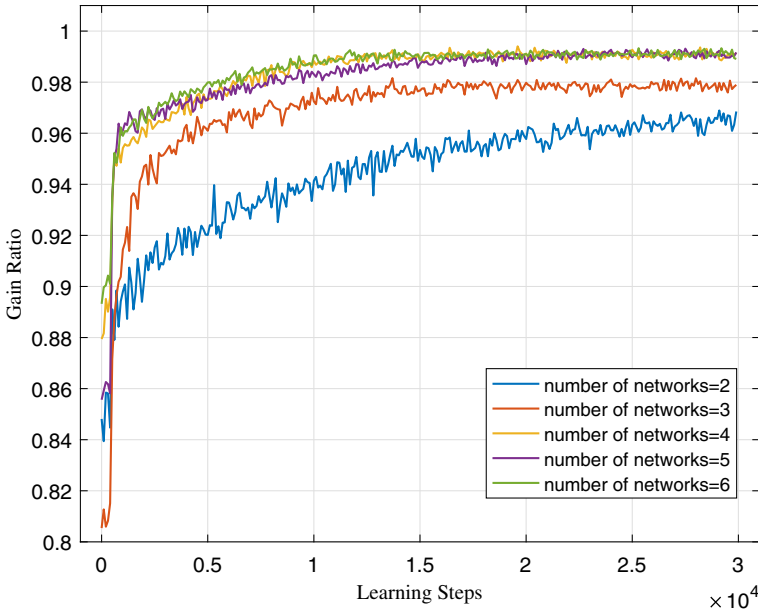 1
0.98
0.96
0.94
0.92
0.9
0.88
0.86
0.84
0.82
0.8
Gain Ratio
number of networks=2
number of networks=3
number of networks=4
number of networks=5
number of networks=6
0 0.5 1 1.5 2 2.5 3
Learning Steps
× 10⁴